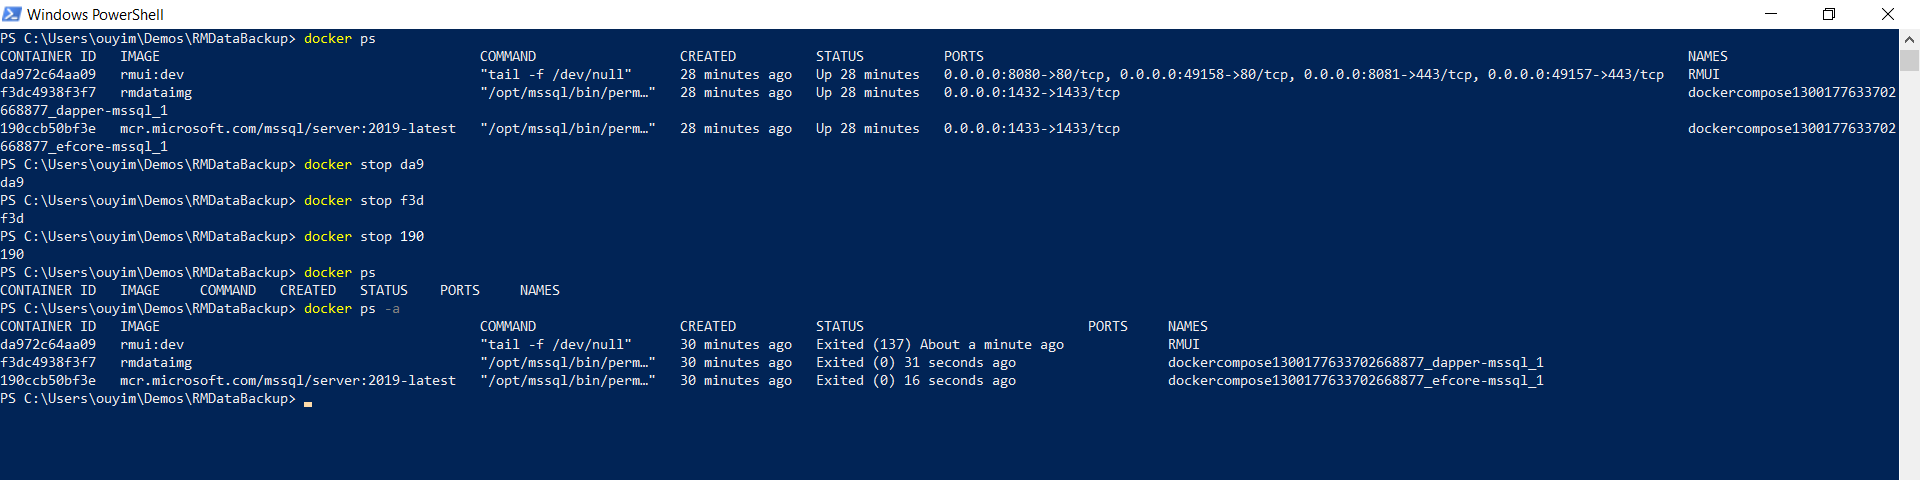 Windows PowerShell
PS C:\Users\ouyim\Demos\RMDataBackup> docker ps
CONTAINER ID   IMAGE                                        COMMAND                  CREATED          STATUS          PORTS                                                                                        NAMES
da972c64aa09   rmui:dev                                     "tail -f /dev/null"      28 minutes ago   Up 28 minutes   0.0.0.0:8080->80/tcp, 0.0.0.0:49158->80/tcp, 0.0.0.0:8081->443/tcp, 0.0.0.0:49157->443/tcp   RMUI
f3dc4938f3f7   rmdataimg                                    "/opt/mssql/bin/perm…"   28 minutes ago   Up 28 minutes   0.0.0.0:1432->1433/tcp                                                                       dockercompose1300177633702
668877_dapper-mssql_1
190ccb50bf3e   mcr.microsoft.com/mssql/server:2019-latest   "/opt/mssql/bin/perm…"   28 minutes ago   Up 28 minutes   0.0.0.0:1433->1433/tcp                                                                       dockercompose1300177633702
668877_efcore-mssql_1
PS C:\Users\ouyim\Demos\RMDataBackup> docker stop da9
da9
PS C:\Users\ouyim\Demos\RMDataBackup> docker stop f3d
f3d
PS C:\Users\ouyim\Demos\RMDataBackup> docker stop 190
190
PS C:\Users\ouyim\Demos\RMDataBackup> docker ps
CONTAINER ID   IMAGE     COMMAND   CREATED   STATUS    PORTS     NAMES
PS C:\Users\ouyim\Demos\RMDataBackup> docker ps -a
CONTAINER ID   IMAGE                                        COMMAND                  CREATED          STATUS                            PORTS     NAMES
da972c64aa09   rmui:dev                                     "tail -f /dev/null"      30 minutes ago   Exited (137) About a minute ago             RMUI
f3dc4938f3f7   rmdataimg                                    "/opt/mssql/bin/perm…"   30 minutes ago   Exited (0) 31 seconds ago                   dockercompose1300177633702668877_dapper-mssql_1
190ccb50bf3e   mcr.microsoft.com/mssql/server:2019-latest   "/opt/mssql/bin/perm…"   30 minutes ago   Exited (0) 16 seconds ago                   dockercompose1300177633702668877_efcore-mssql_1
PS C:\Users\ouyim\Demos\RMDataBackup>